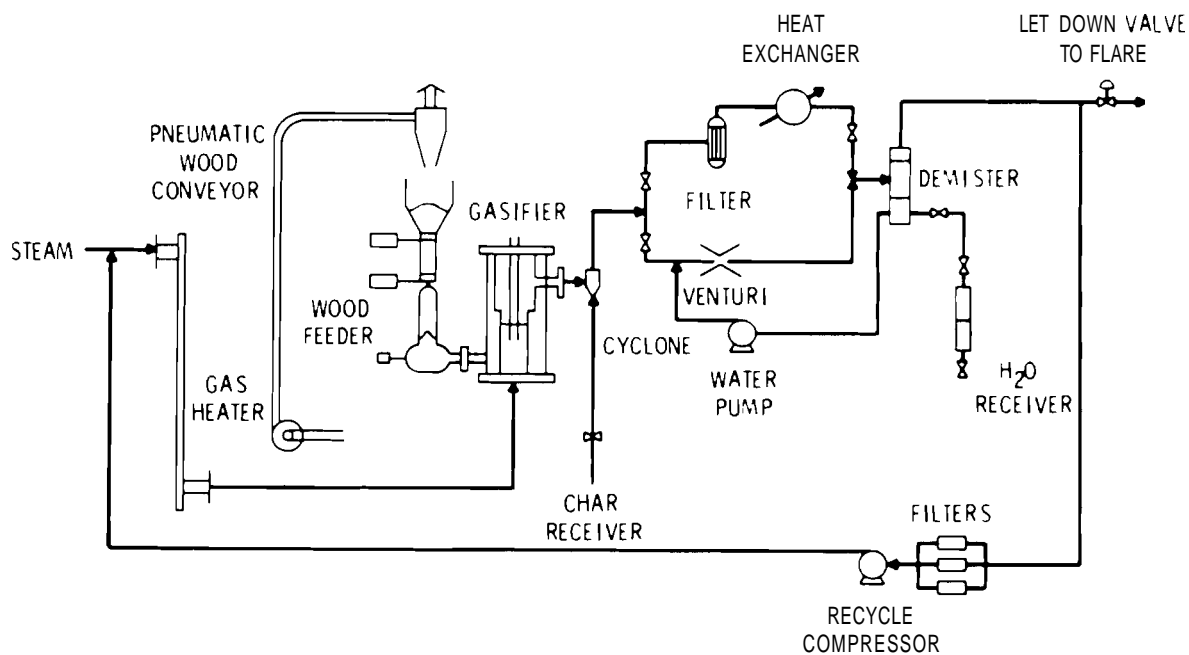 HEAT
EXCHANGER
LET DOWN VALVE
TO FLARE
PNEUMATIC
WOOD
CONVEYOR
GASIFIER
FILTER
DEMISTER
STEAM
WOOD
FEEDER
VENTURI
CYCLONE
GAS
HEATER
WATER
PUMP
H₂O
RECEIVER
CHAR
RECEIVER
FILTERS
RECYCLE
COMPRESSOR